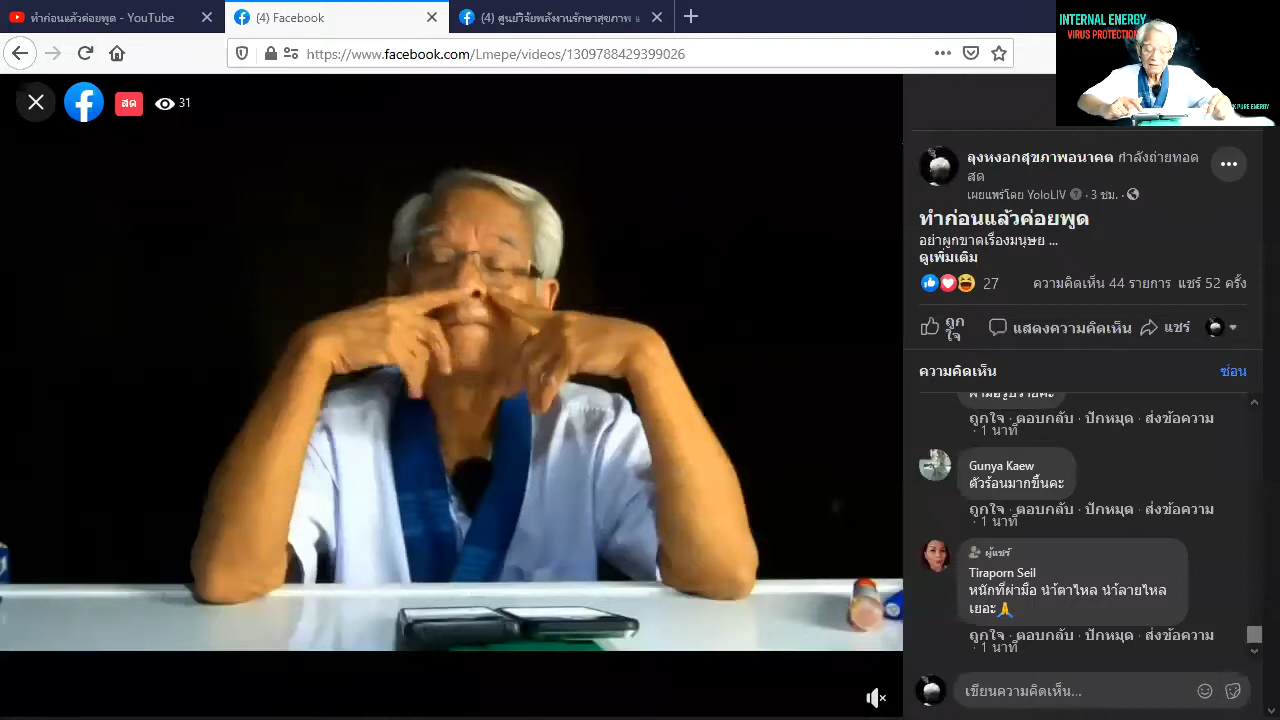 ทำก่อนแล้วค่อยพูด - YouTube
(4) Facebook
(4) ศูนย์วิจัยพลังงานรักษาสุขภาพ
https://www.facebook.com/Lmepe/videos/1309788429399026
INTERNAL ENERGY
VIRUS PROTECTION
PURE ENERGY
สด
31
ลุงหงอกสุขภาพอนาคต กำลังถ่ายทอด
สด
เผยแพร่โดย YoloLIV · 3 ชม. ·
ทำก่อนแล้วค่อยพูด
อย่าผูกขาดเรื่องมนุษย ...
ดูเพิ่มเติม
27
ความคิดเห็น 44 รายการ แชร์ 52 ครั้ง
ถูก
ใจ
แสดงความคิดเห็น
แชร์
ความคิดเห็น
ซ่อน
ถูกใจ · ตอบกลับ · ปักหมุด · ส่งข้อความ
· 1 นาที
Gunya Kaew
ตัวร้อนมากขึ้นคะ
ถูกใจ · ตอบกลับ · ปักหมุด · ส่งข้อความ
· 1 นาที
ผู้แชร์
Tiraporn Seil
หนักที่ผ่ามือ นำ้ตาไหล นำ้ลายไหล
เยอะ🙏
ถูกใจ · ตอบกลับ · ปักหมุด · ส่งข้อความ
· 1 นาที
เขียนความคิดเห็น...